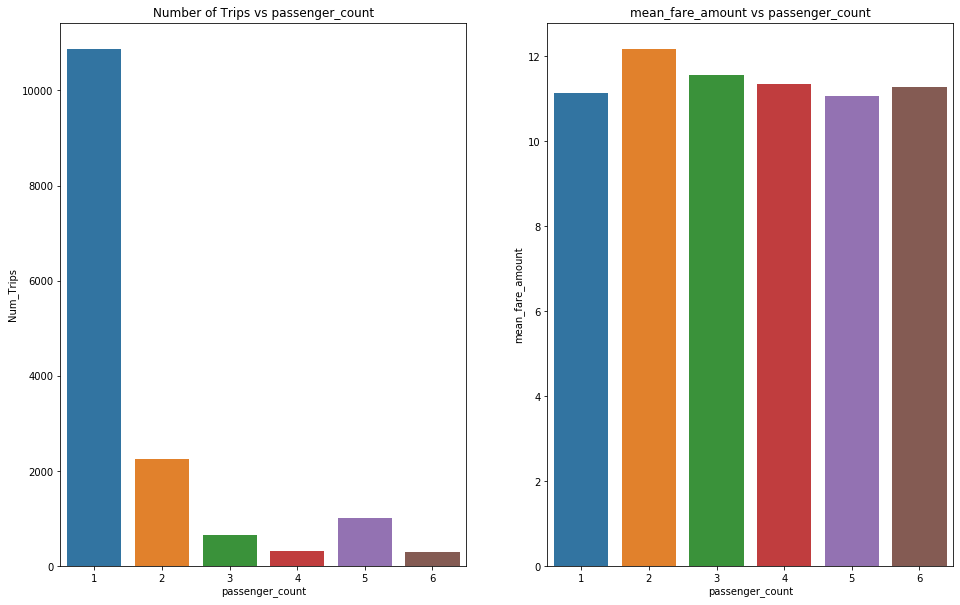 Number of Trips vs passenger_count
10000
8000
6000
4000
2000
0
Num_Trips
1 2 3 4 5 6
passenger_count
mean_fare_amount vs passenger_count
12
10
8
6
4
2
0
mean_fare_amount
1 2 3 4 5 6
passenger_count